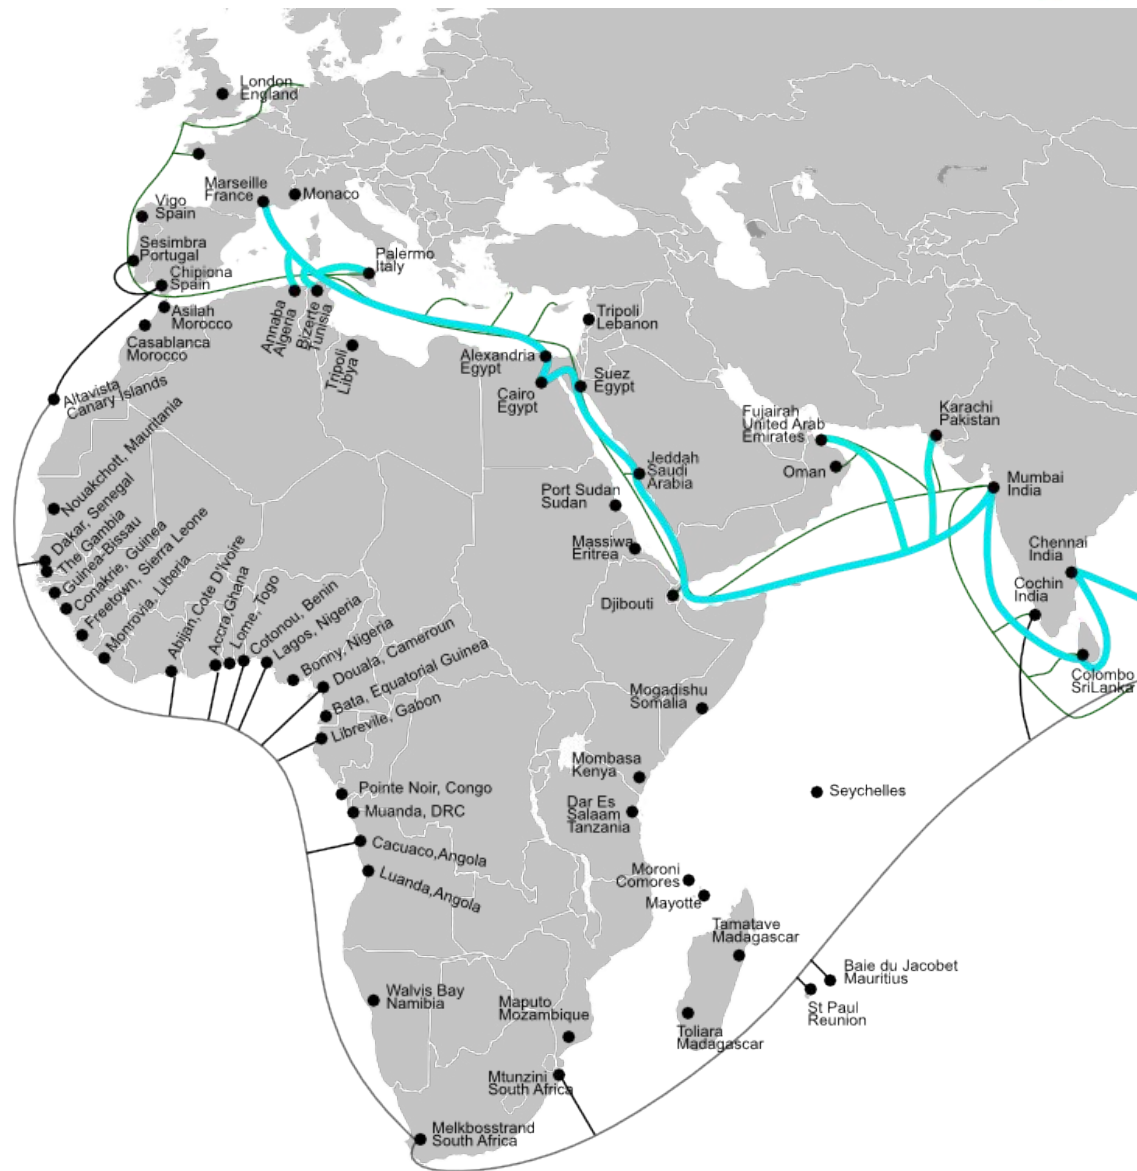 London
England
Marseille
France
Monaco
Vigo
Spain
Sesimbra
Portugal
Palermo
Italy
Chipiona
Spain
Asilah
Morocco
Casablanca
Morocco
Annaba
Algeria
Bizerte
Tunisia
Tripoli
Libya
Tripoli
Lebanon
Alexandria
Egypt
Cairo
Egypt
Suez
Egypt
Altavista
Canary Islands
Fujairah
United Arab
Emirates
Karachi
Pakistan
Oman
Jeddah
Saudi
Arabia
Mumbai
India
Port Sudan
Sudan
Massiwa
Eritrea
Djibouti
Chennai
India
Cochin
India
Colombo
SriLanka
Nouakchott, Mauritania
Dakar, Senegal
The Gambia
Guinea-Bissau
Conakrie, Guinea
Freetown, Sierra Leone
Monrovia, Liberia
Abijan,Cote D'Ivoire
Accra,Ghana
Lome, Togo
Cotonou, Benin
Lagos, Nigeria
Bonny, Nigeria
Douala, Cameroun
Bata, Equatorial Guinea
Librevile, Gabon
Mogadishu
Somalia
Mombasa
Kenya
Pointe Noir, Congo
Muanda, DRC
Dar Es
Salaam
Tanzania
Seychelles
Cacuaco,Angola
Luanda,Angola
Moroni
Comores
Mayotte
Tamatave
Madagascar
Baie du Jacobet
Mauritius
St Paul
Reunion
Walvis Bay
Namibia
Maputo
Mozambique
Toliara
Madagascar
Mtunzini
South Africa
Melkbosstrand
South Africa